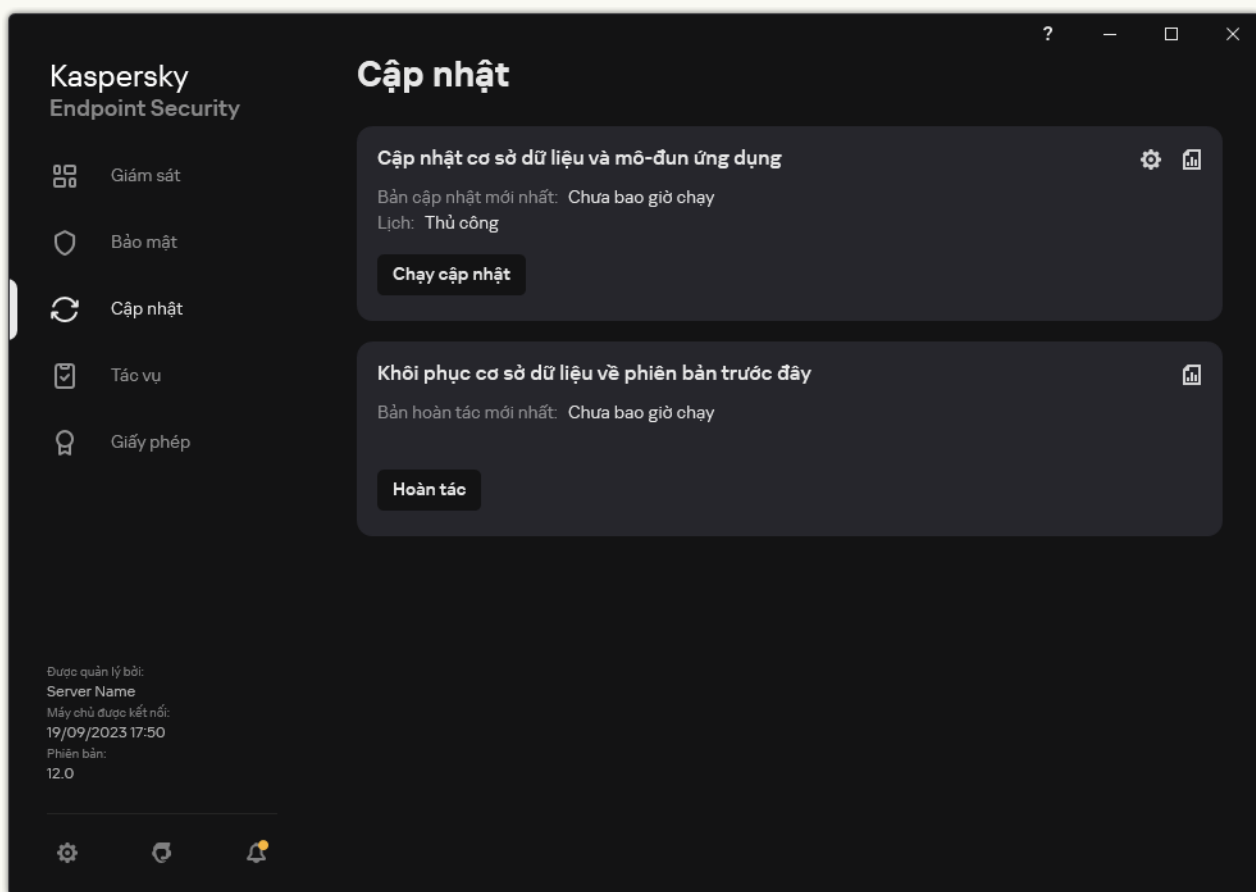 ?
Kaspersky
Endpoint Security
Giám sát
Bảo mật
Cập nhật
Tác vụ
Giấy phép
Được quản lý bởi:
Server Name
Máy chủ được kết nối:
19/09/2023 17:50
Phiên bản:
12.0
Cập nhật
Cập nhật cơ sở dữ liệu và mô-đun ứng dụng
Bản cập nhật mới nhất: Chưa bao giờ chạy
Lịch: Thủ công
Chạy cập nhật
Khôi phục cơ sở dữ liệu về phiên bản trước đây
Bản hoàn tác mới nhất: Chưa bao giờ chạy
Hoàn tác